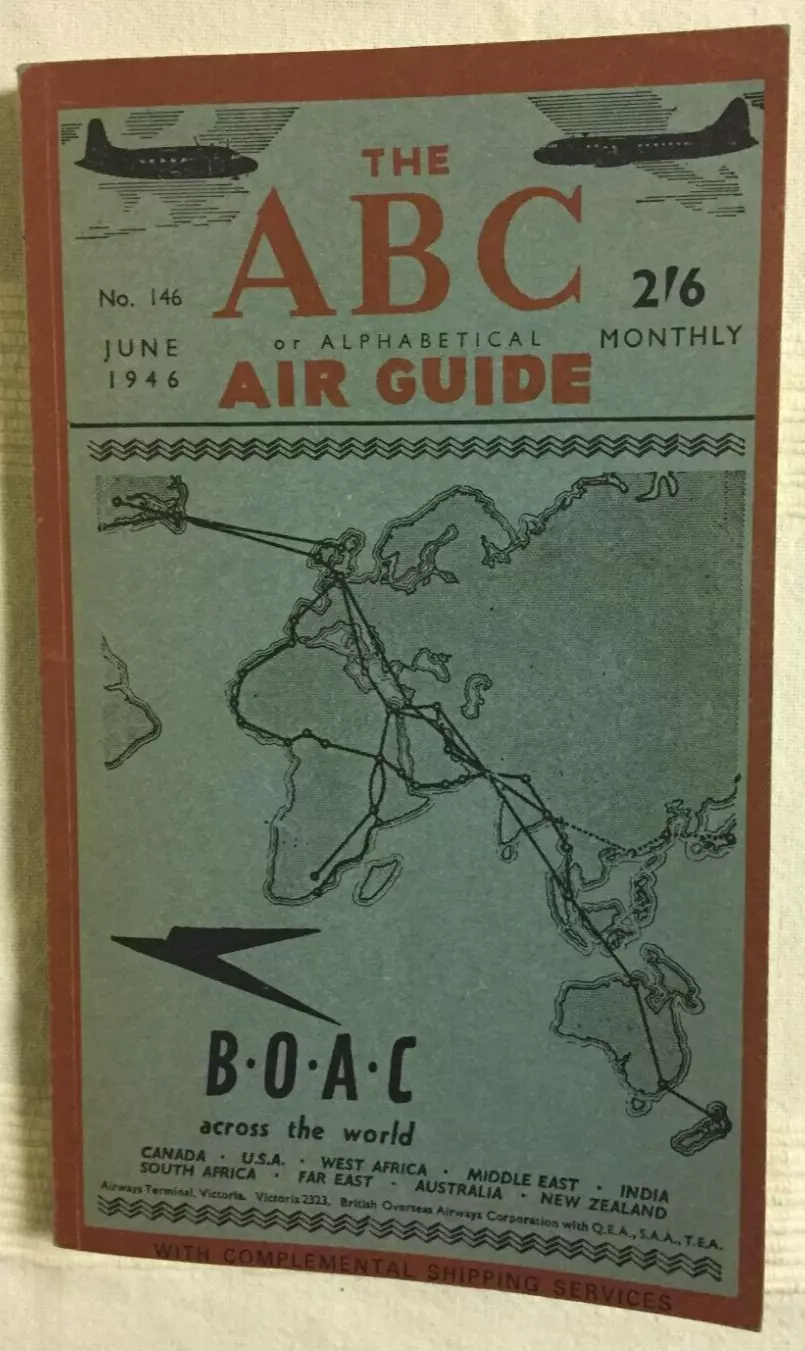 THE
ABC
or ALPHABETICAL
AIR GUIDE
No. 146
JUNE
1946
2/6
MONTHLY
B·O·A·C
across the world
CANADA · U.S.A. · WEST AFRICA · MIDDLE EAST · INDIA
SOUTH AFRICA · FAR EAST · AUSTRALIA · NEW ZEALAND
Airways Terminal, Victoria. Victoria 2323. British Overseas Airways Corporation with Q.E.A., S.A.A., T.E.A.
WITH COMPLEMENTAL SHIPPING SERVICES